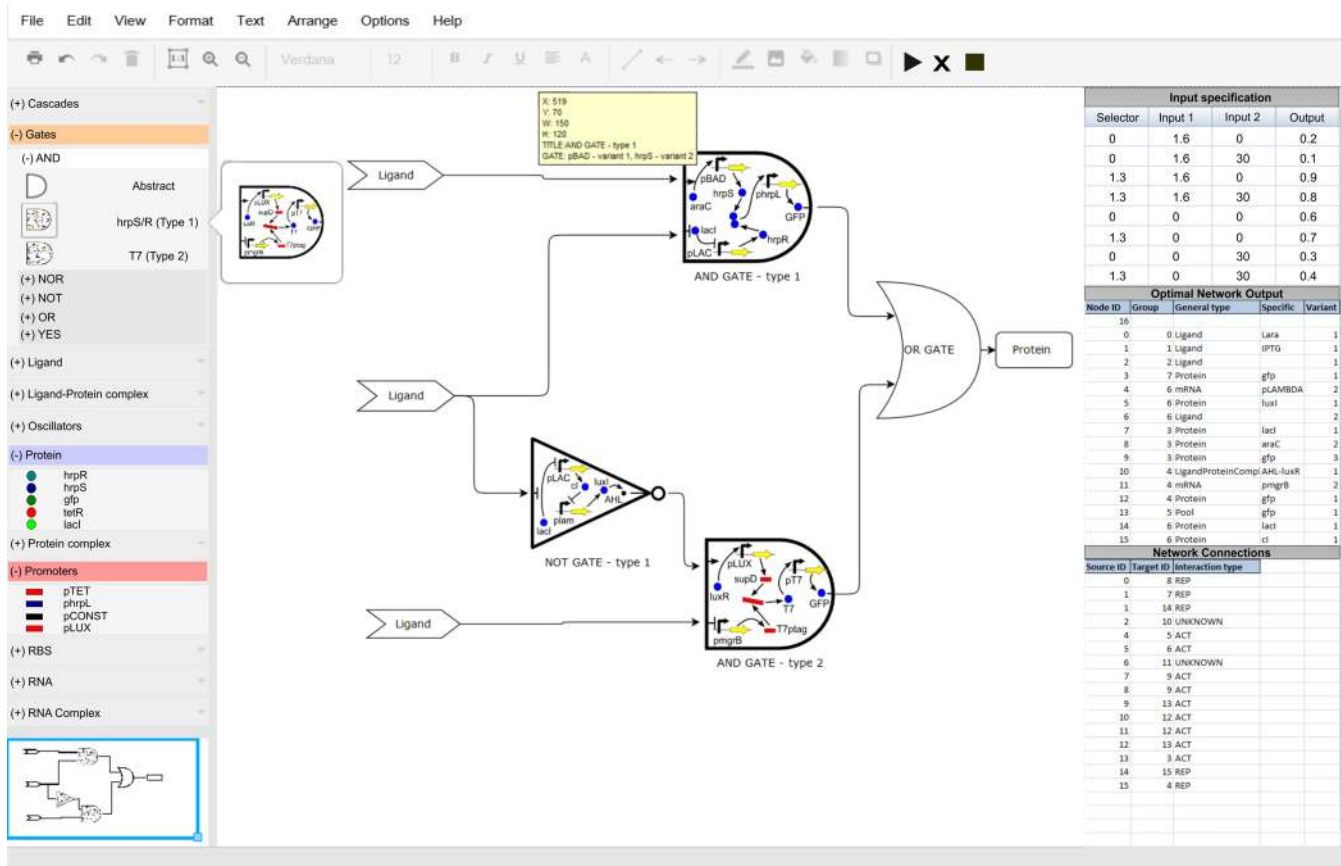 File Edit View Format Text Arrange Options Help
1:1 Verdana 12 B I U A X
(+) Cascades
(-) Gates
(-) AND
Abstract
hrpS/R (Type 1)
T7 (Type 2)
(+) NOR
(+) NOT
(+) OR
(+) YES
(+) Ligand
(+) Ligand-Protein complex
(+) Oscillators
(-) Protein
hrpR
hrpS
gfp
tetR
lacI
(+) Protein complex
(-) Promoters
pTET
phrpL
pCONST
pLUX
(+) RBS
(+) RNA
(+) RNA Complex
pLUX
supD
pT7
luxR
T7
GFP
T7ptag
pmgrB
X: 519
Y: 70
W: 150
H: 120
TITLE:AND GATE - type 1
GATE: pBAD - variant 1, hrpS - variant 2
Ligand
pBAD
hrpS
phrpL
araC
GFP
lacI
hrpR
pLAC
AND GATE - type 1
OR GATE
Protein
Ligand
pLAC
cI
luxI
AHL
plam
lacI
NOT GATE - type 1
pLUX
supD
pT7
luxR
T7
GFP
T7ptag
pmgrB
AND GATE - type 2
Ligand
Input specification
Selector Input 1 Input 2 Output
0 1.6 0 0.2
0 1.6 30 0.1
1.3 1.6 0 0.9
1.3 1.6 30 0.8
0 0 0 0.6
1.3 0 0 0.7
0 0 30 0.3
1.3 0 30 0.4
Optimal Network Output
Node ID Group General type Specific Variant
16
0 0 Ligand Lara 1
1 1 Ligand IPTG 1
2 2 Ligand 1
3 7 Protein gfp 1
4 6 mRNA pLAMBDA 2
5 6 Protein luxI 1
6 6 Ligand 2
7 3 Protein lacI 1
8 3 Protein araC 2
9 3 Protein gfp 3
10 4 LigandProteinCompl AHL-luxR 1
11 4 mRNA pmgrB 2
12 4 Protein gfp 1
13 5 Pool gfp 1
14 6 Protein lacI 1
15 6 Protein cI 1
Network Connections
Source ID Target ID Interaction type
0 8 REP
1 7 REP
1 14 REP
2 10 UNKNOWN
4 5 ACT
5 6 ACT
6 11 UNKNOWN
7 9 ACT
8 9 ACT
9 13 ACT
10 12 ACT
11 12 ACT
12 13 ACT
13 3 ACT
14 15 REP
15 4 REP